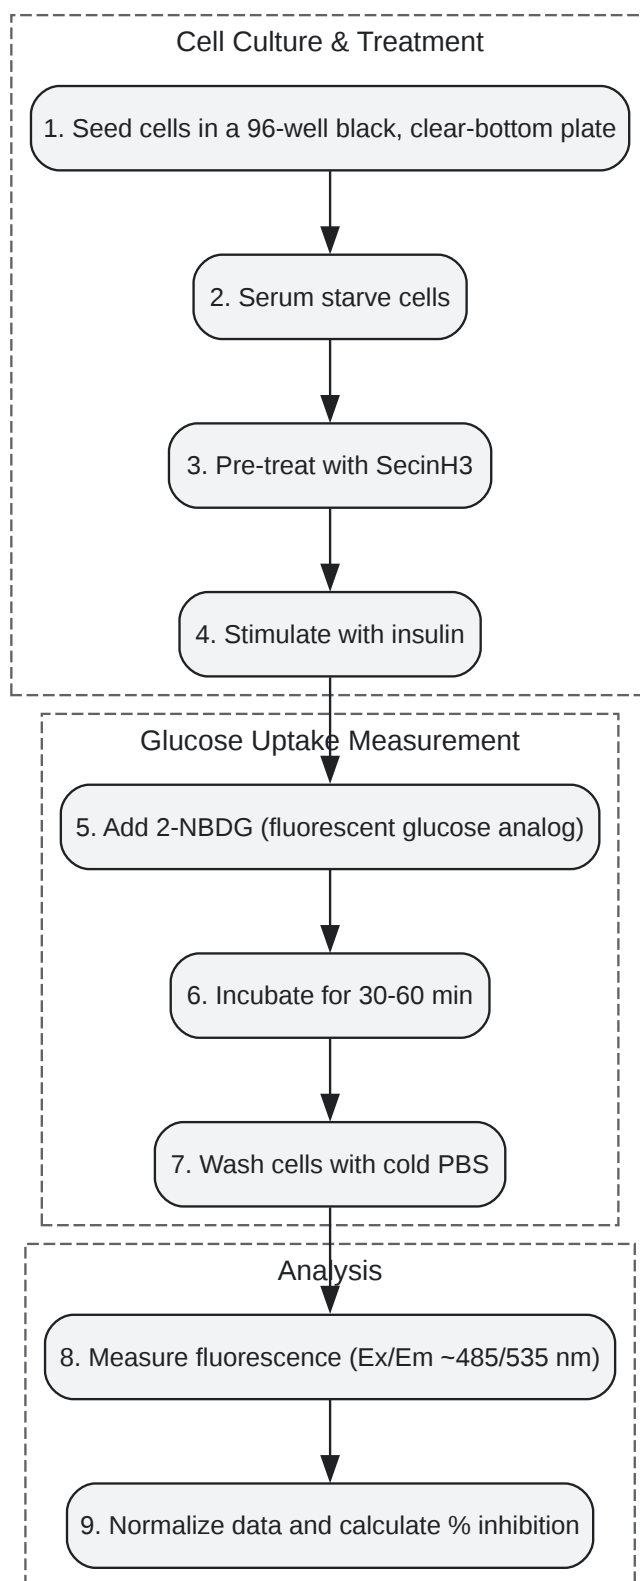 Cell Culture & Treatment
1. Seed cells in a 96-well black, clear-bottom plate
2. Serum starve cells
3. Pre-treat with SecinH3
4. Stimulate with insulin
Glucose Uptake Measurement
5. Add 2-NBDG (fluorescent glucose analog)
6. Incubate for 30-60 min
7. Wash cells with cold PBS
Analysis
8. Measure fluorescence (Ex/Em ~485/535 nm)
9. Normalize data and calculate % inhibition